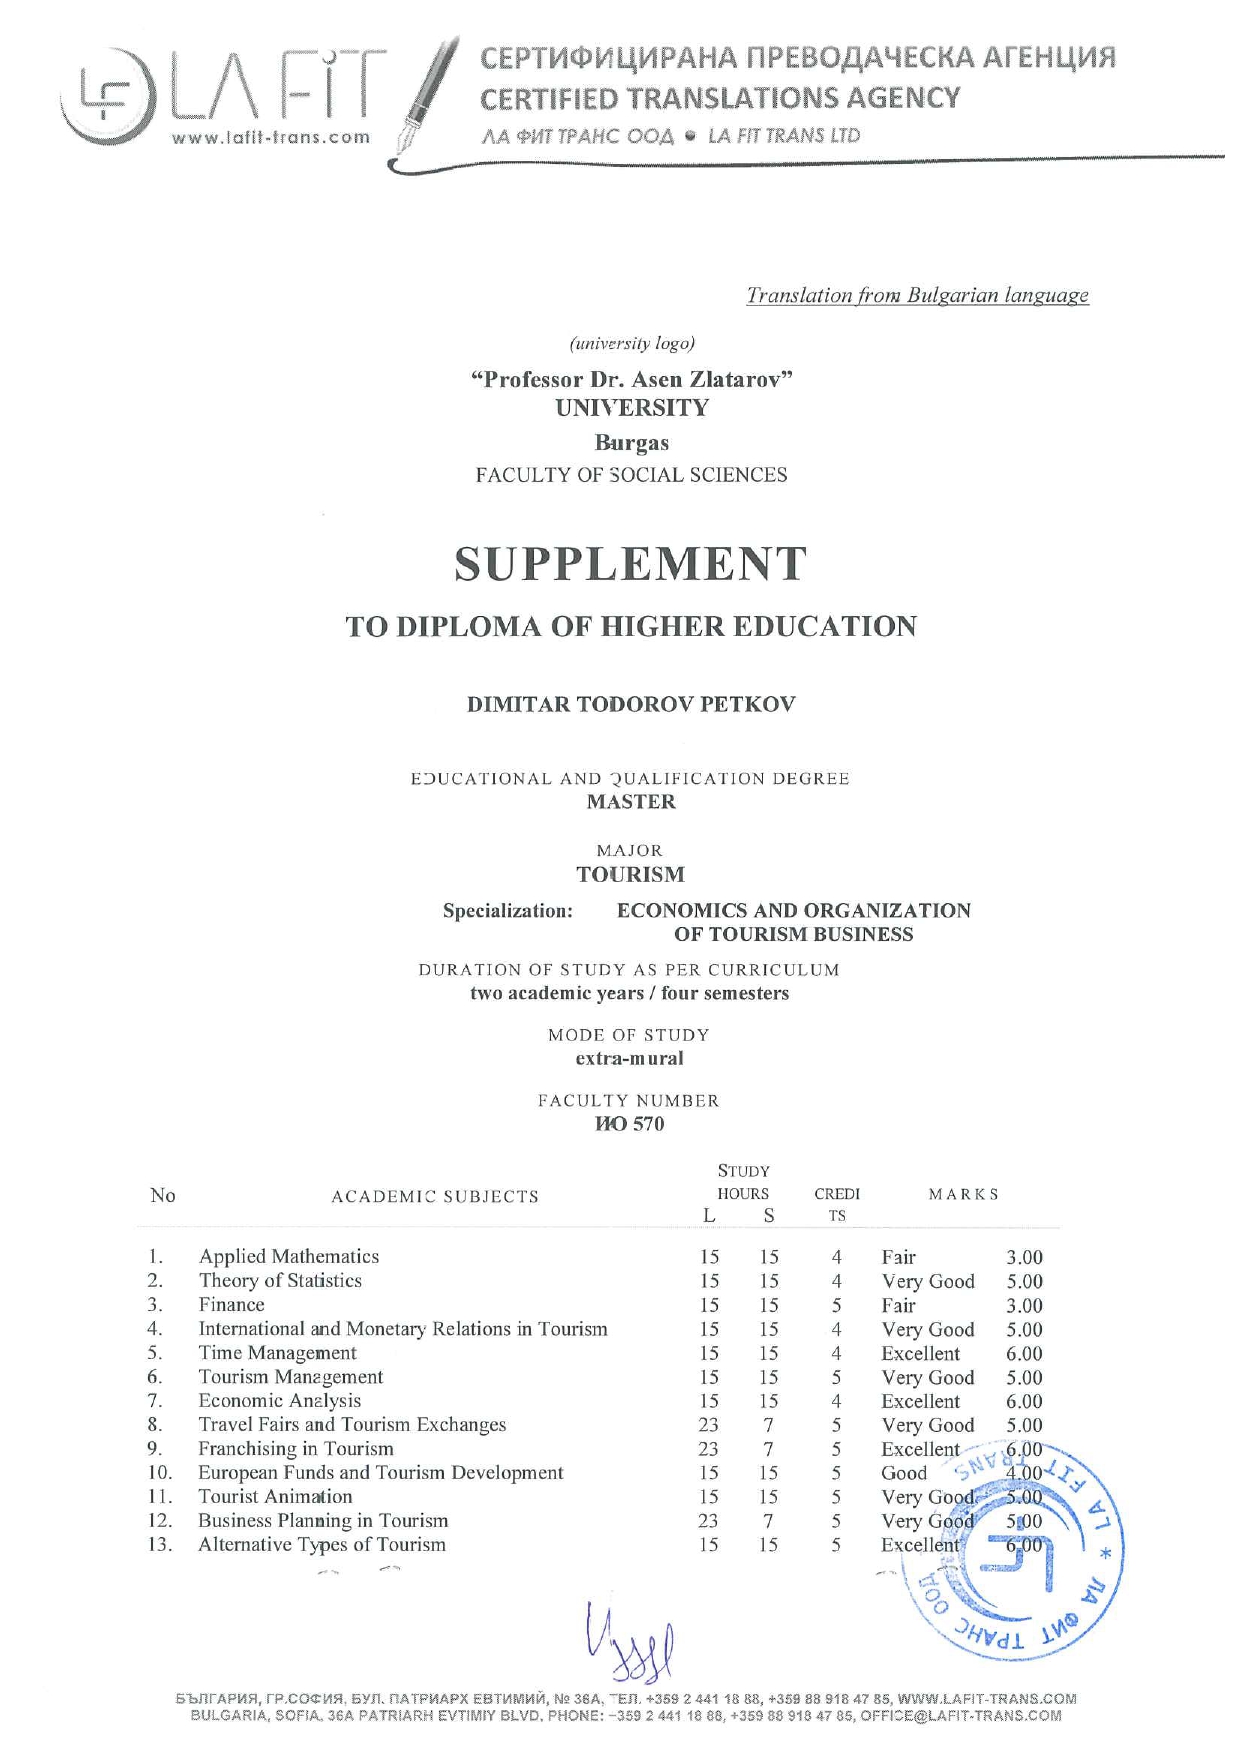 LA FIT
www.lafit-trans.com
СЕРТИФИЦИРАНА ПРЕВОДАЧЕСКА АГЕНЦИЯ
CERTIFIED TRANSLATIONS AGENCY
ЛА ФИТ ТРАНС ООД ● LA FIT TRANS LTD
Translation from Bulgarian language
(university logo)
“Professor Dr. Asen Zlatarov”
UNIVERSITY
Burgas
FACULTY OF SOCIAL SCIENCES
SUPPLEMENT
TO DIPLOMA OF HIGHER EDUCATION
DIMITAR TODOROV PETKOV
EDUCATIONAL AND QUALIFICATION DEGREE
MASTER
MAJOR
TOURISM
Specialization: ECONOMICS AND ORGANIZATION
OF TOURISM BUSINESS
DURATION OF STUDY AS PER CURRICULUM
two academic years / four semesters
MODE OF STUDY
extra-mural
FACULTY NUMBER
ИО 570
STUDY
No ACADEMIC SUBJECTS HOURS CREDI MARKS
L S TS
1. Applied Mathematics 15 15 4 Fair 3.00
2. Theory of Statistics 15 15 4 Very Good 5.00
3. Finance 15 15 5 Fair 3.00
4. International and Monetary Relations in Tourism 15 15 4 Very Good 5.00
5. Time Management 15 15 4 Excellent 6.00
6. Tourism Management 15 15 5 Very Good 5.00
7. Economic Analysis 15 15 4 Excellent 6.00
8. Travel Fairs and Tourism Exchanges 23 7 5 Very Good 5.00
9. Franchising in Tourism 23 7 5 Excellent 6.00
10. European Funds and Tourism Development 15 15 5 Good 4.00
11. Tourist Animation 15 15 5 Very Good 5.00
12. Business Planning in Tourism 23 7 5 Very Good 5.00
13. Alternative Types of Tourism 15 15 5 Excellent 6.00
LA FIT TRANS * ЛА ФИТ ТРАНС ООД
БЪЛГАРИЯ, ГР.СОФИЯ, БУЛ. ПАТРИАРХ ЕВТИМИЙ, № 36А, ТЕЛ. +359 2 441 18 88, +359 88 918 47 85, WWW.LAFIT-TRANS.COM
BULGARIA, SOFIA, 36A PATRIARH EVTIMIY BLVD, PHONE: +359 2 441 18 88, +359 88 918 47 85, OFFICE@LAFIT-TRANS.COM